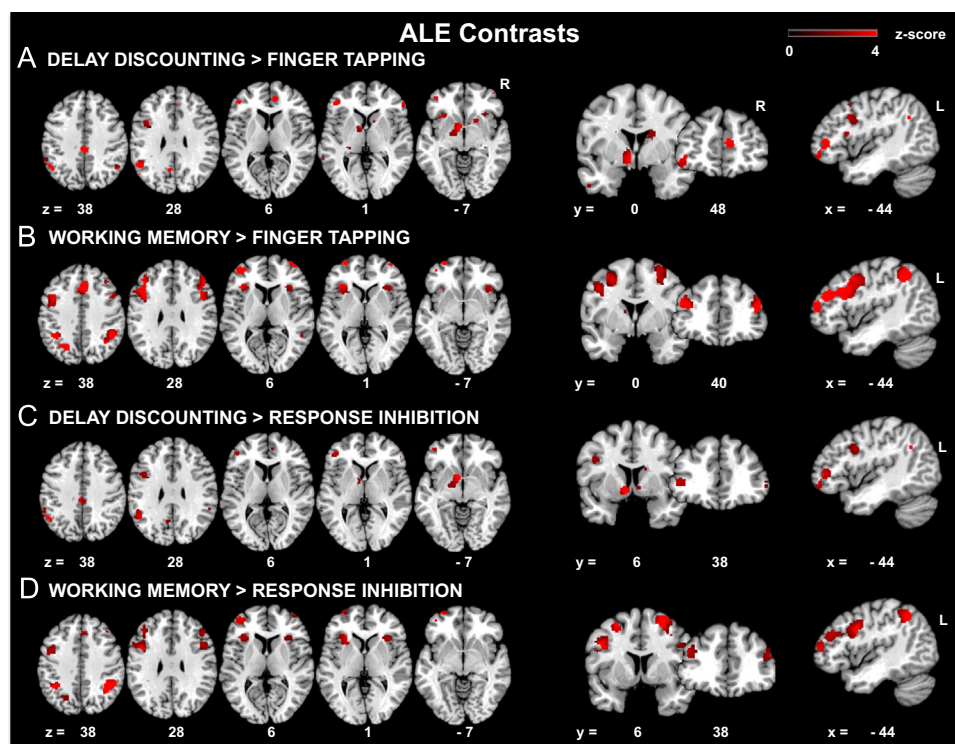 ALE Contrasts
z-score
0 4
A DELAY DISCOUNTING > FINGER TAPPING
R
R
L
z = 38 28 6 1 - 7 y = 0 48 x = - 44
B WORKING MEMORY > FINGER TAPPING
L
z = 38 28 6 1 - 7 y = 0 40 x = - 44
C DELAY DISCOUNTING > RESPONSE INHIBITION
L
z = 38 28 6 1 - 7 y = 6 38 x = - 44
D WORKING MEMORY > RESPONSE INHIBITION
L
z = 38 28 6 1 - 7 y = 6 38 x = - 44